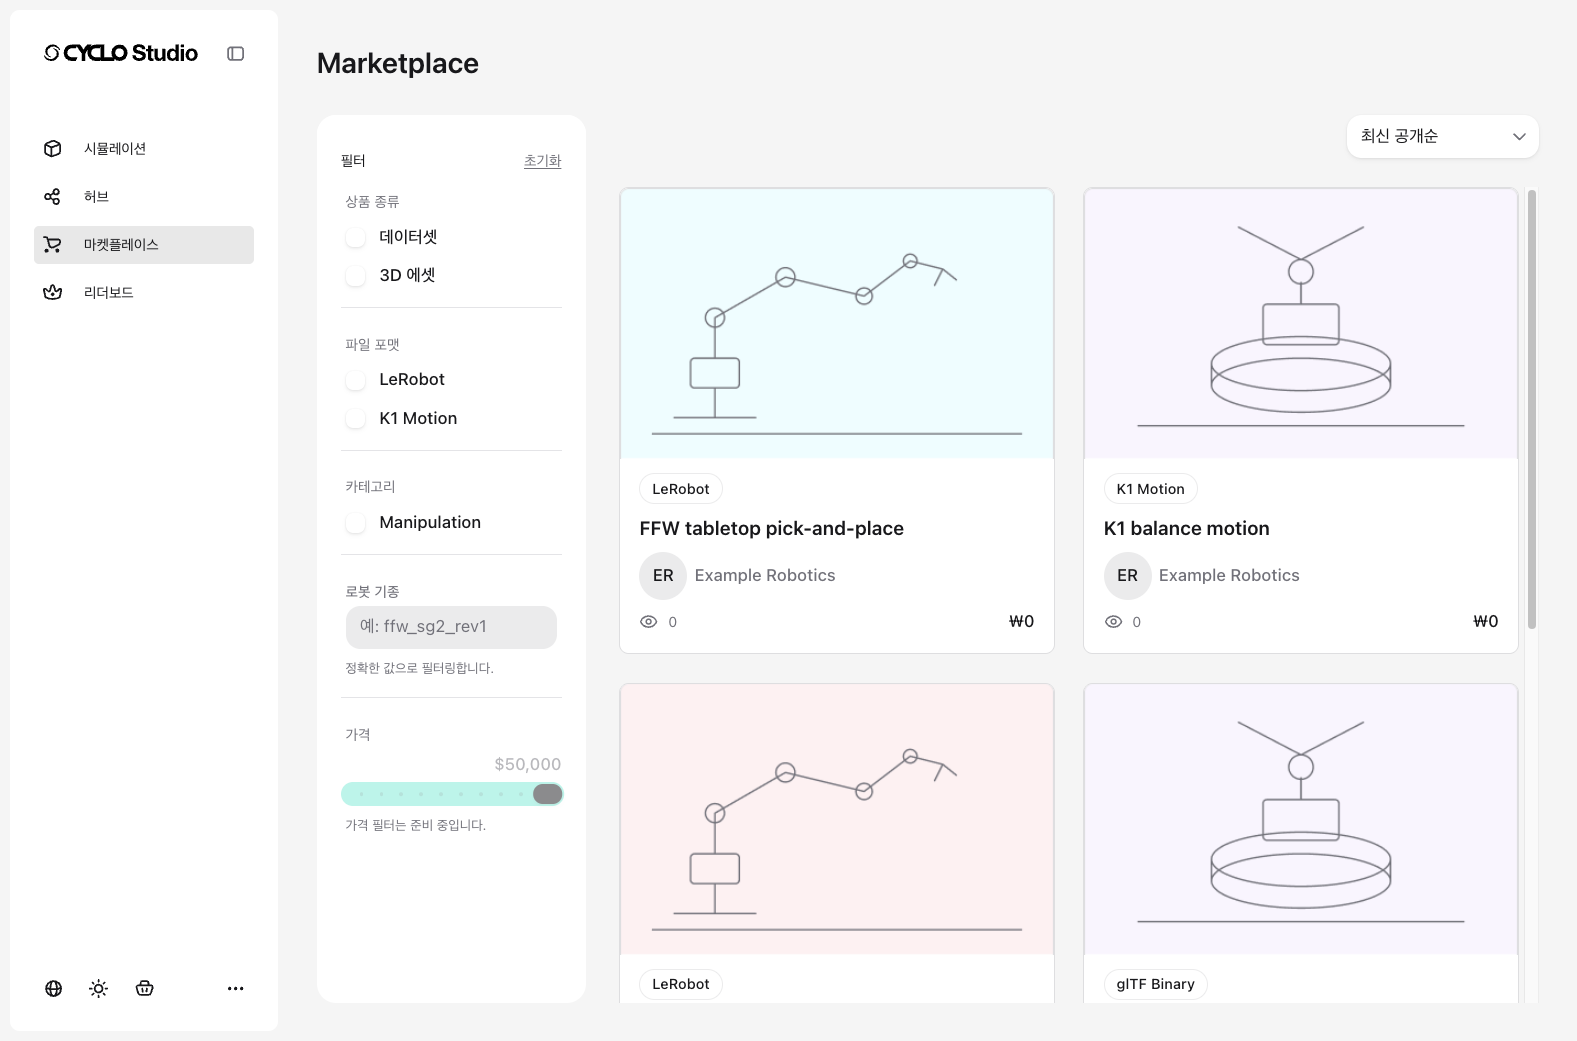 CYCLO Studio
시뮬레이션
허브
마켓플레이스
리더보드
Marketplace
필터
초기화
상품 종류
데이터셋
3D 에셋
파일 포맷
LeRobot
K1 Motion
카테고리
Manipulation
로봇 기종
예: ffw_sg2_rev1
정확한 값으로 필터링합니다.
가격
$50,000
가격 필터는 준비 중입니다.
최신 공개순
LeRobot
FFW tabletop pick-and-place
ER Example Robotics
0 ₩0
K1 Motion
K1 balance motion
ER Example Robotics
0 ₩0
LeRobot
glTF Binary